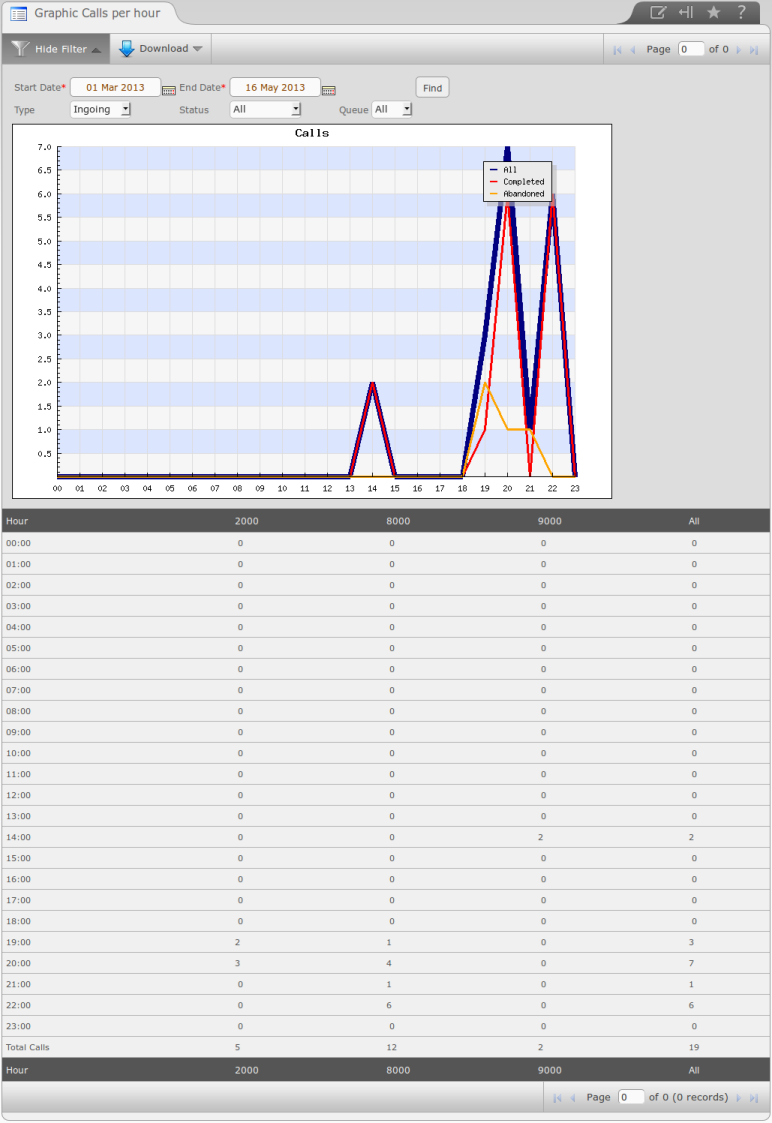 Graphic Calls per hour
?
Hide Filter Download Page 0 of 0
Start Date* 01 Mar 2013 End Date* 16 May 2013 Find
Type Ingoing Status All Queue All
Calls
7.0
6.5
6.0
5.5
5.0
4.5
4.0
3.5
3.0
2.5
2.0
1.5
1.0
0.5
All
Completed
Abandoned
00 01 02 03 04 05 06 07 08 09 10 11 12 13 14 15 16 17 18 19 20 21 22 23
Hour 2000 8000 9000 All
00:00 0 0 0 0
01:00 0 0 0 0
02:00 0 0 0 0
03:00 0 0 0 0
04:00 0 0 0 0
05:00 0 0 0 0
06:00 0 0 0 0
07:00 0 0 0 0
08:00 0 0 0 0
09:00 0 0 0 0
10:00 0 0 0 0
11:00 0 0 0 0
12:00 0 0 0 0
13:00 0 0 0 0
14:00 0 0 2 2
15:00 0 0 0 0
16:00 0 0 0 0
17:00 0 0 0 0
18:00 0 0 0 0
19:00 2 1 0 3
20:00 3 4 0 7
21:00 0 1 0 1
22:00 0 6 0 6
23:00 0 0 0 0
Total Calls 5 12 2 19
Hour 2000 8000 9000 All
Page 0 of 0 (0 records)